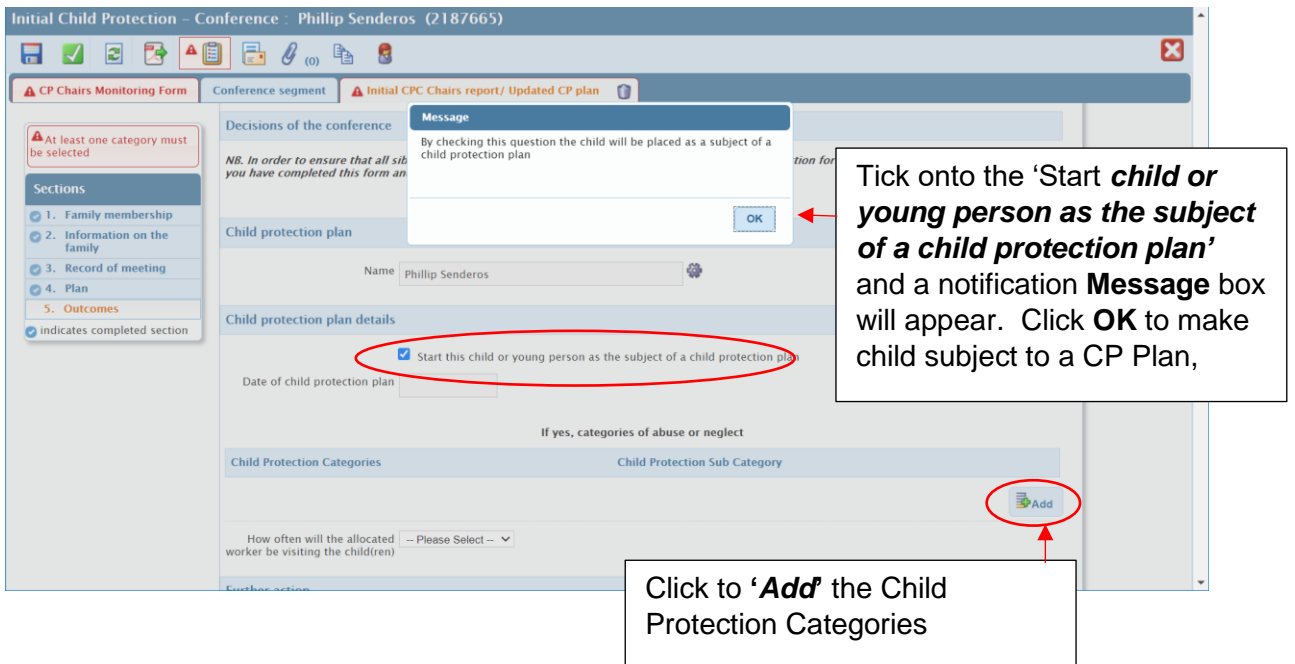 Initial Child Protection – Conference : Phillip Senderos (2187665)
(0)
CP Chairs Monitoring Form
Conference segment
Initial CPC Chairs report/ Updated CP plan
At least one category must
be selected
Sections
1. Family membership
2. Information on the
family
3. Record of meeting
4. Plan
5. Outcomes
indicates completed section
Decisions of the conference
NB. In order to ensure that all sib
tion for
you have completed this form an
Message
By checking this question the child will be placed as a subject of a
child protection plan
OK
Child protection plan
Name Phillip Senderos
Child protection plan details
Start this child or young person as the subject of a child protection plan
Date of child protection plan
If yes, categories of abuse or neglect
Child Protection Categories Child Protection Sub Category
Add
How often will the allocated -- Please Select --
worker be visiting the child(ren)
Further action
Tick onto the ‘Start child or
young person as the subject
of a child protection plan’
and a notification Message box
will appear. Click OK to make
child subject to a CP Plan,
Click to ‘Add’ the Child
Protection Categories